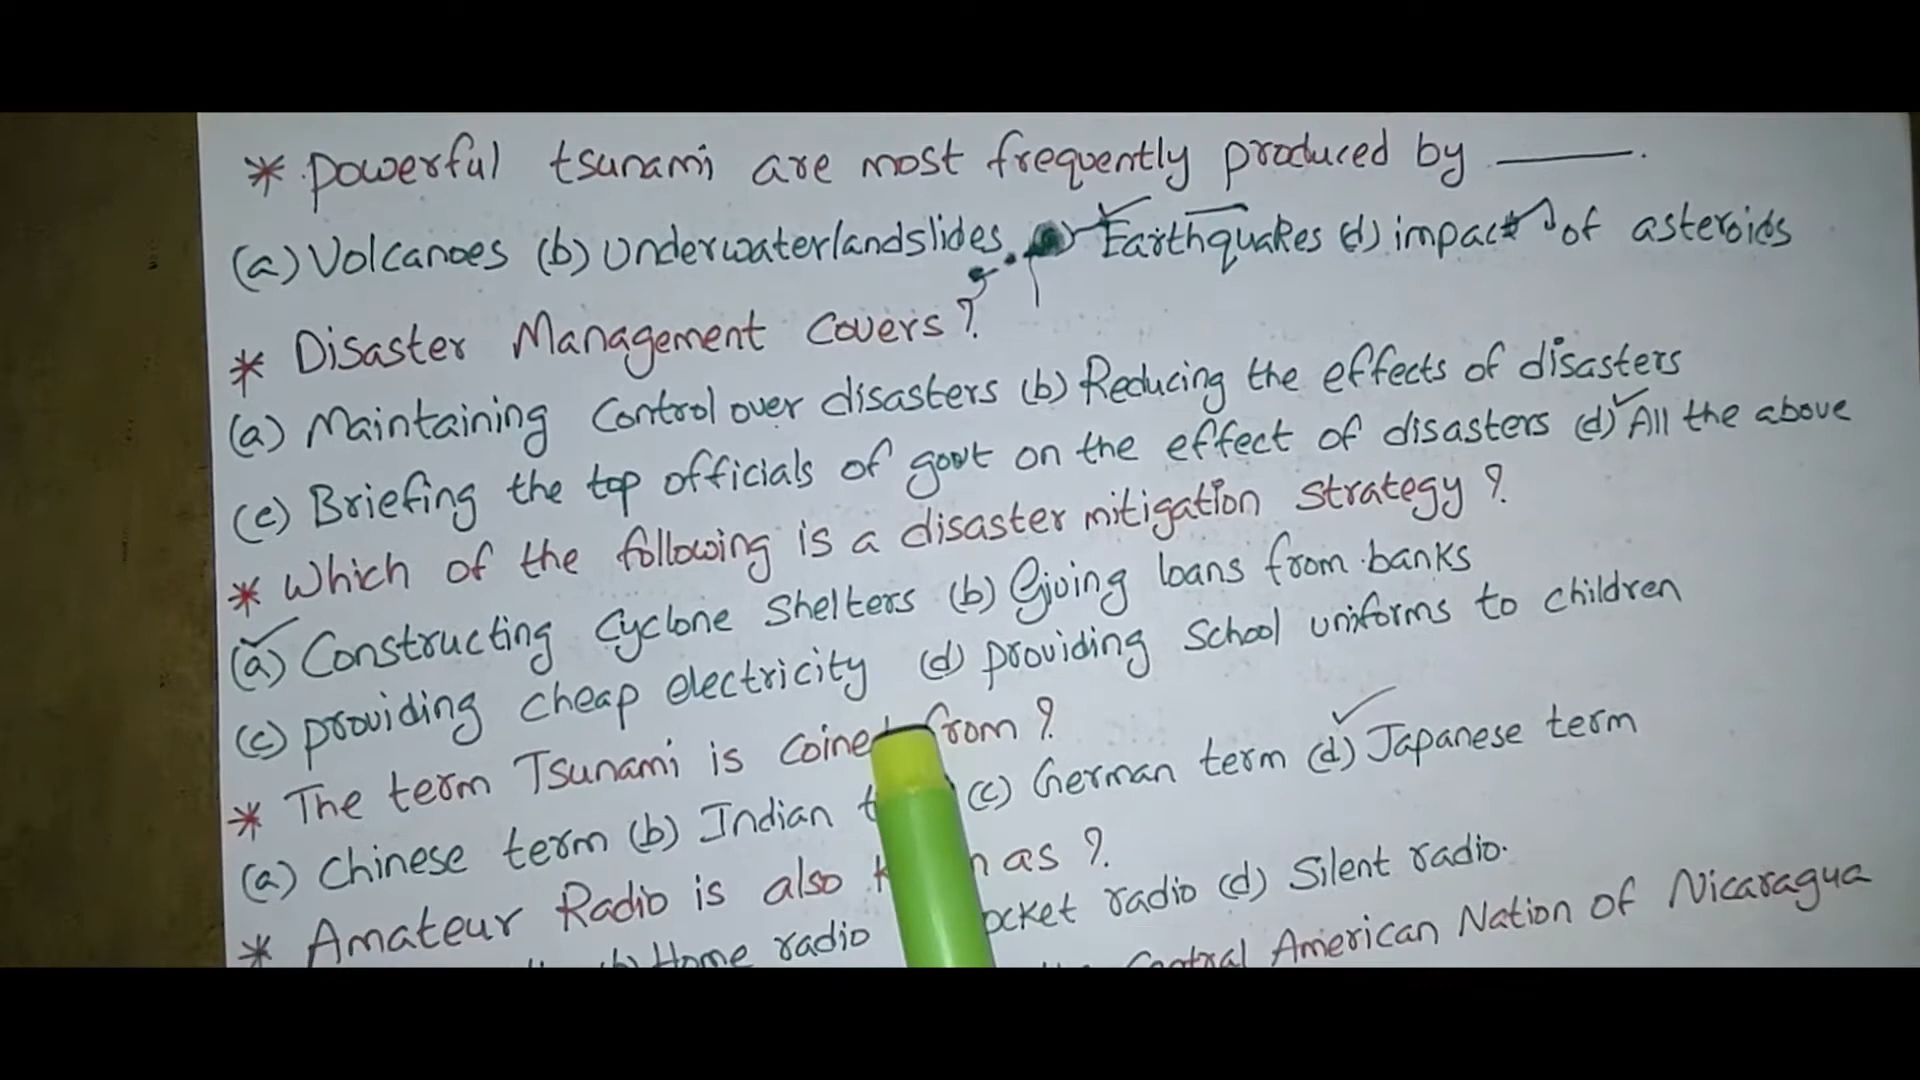 * Powerful tsunami are most frequently produced by ———.
(a) Volcanoes (b) Underwaterlandslides. Earthquakes (d) impact of asteroids
* Disaster Management Covers?
(a) Maintaining Control over disasters (b) Reducing the effects of disasters
(c) Briefing the top officials of govt on the effect of disasters (d) All the above
* Which of the following is a disaster mitigation strategy?
(a) Constructing Cyclone Shelters (b) Giving loans from banks
(c) providing cheap electricity (d) providing School uniforms to children
* The term Tsunami is from?
(a) Chinese term (b) Indian (c) German term (d) Japanese term
* Amateur Radio is also as?
Home radio radio (d) Silent radio.
Central American Nation of Nicaragua